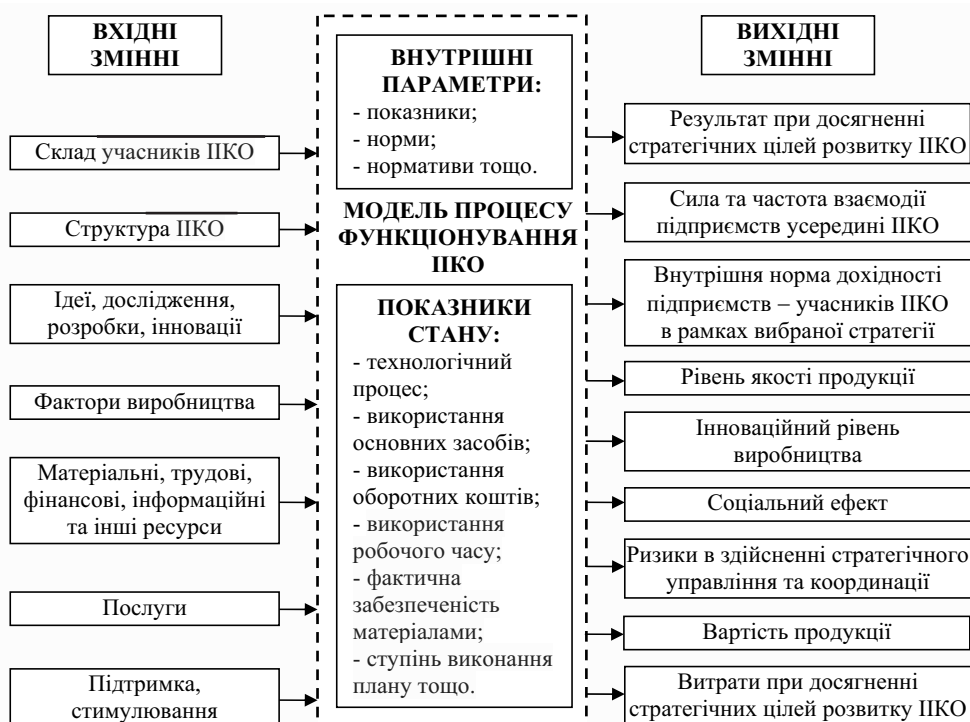 ВХІДНІ
ЗМІННІ
Склад учасників ІІКО
Структура ІІКО
Ідеї, дослідження,
розробки, інновації
Фактори виробництва
Матеріальні, трудові,
фінансові, інформаційні
та інші ресурси
Послуги
Підтримка,
стимулювання
ВНУТРІШНІ
ПАРАМЕТРИ:
- показники;
- норми;
- нормативи тощо.
МОДЕЛЬ ПРОЦЕСУ
ФУНКЦІОНУВАННЯ
ІІКО
ПОКАЗНИКИ
СТАНУ:
- технологічний
процес;
- використання
основних засобів;
- використання
оборотних коштів;
- використання
робочого часу;
- фактична
забезпеченість
матеріалами;
- ступінь виконання
плану тощо.
ВИХІДНІ
ЗМІННІ
Результат при досягненні
стратегічних цілей розвитку ІІКО
Сила та частота взаємодії
підприємств усередині ІІКО
Внутрішня норма дохідності
підприємств – учасників ІІКО
в рамках вибраної стратегії
Рівень якості продукції
Інноваційний рівень
виробництва
Соціальний ефект
Ризики в здійсненні стратегічного
управління та координації
Вартість продукції
Витрати при досягненні
стратегічних цілей розвитку ІІКО